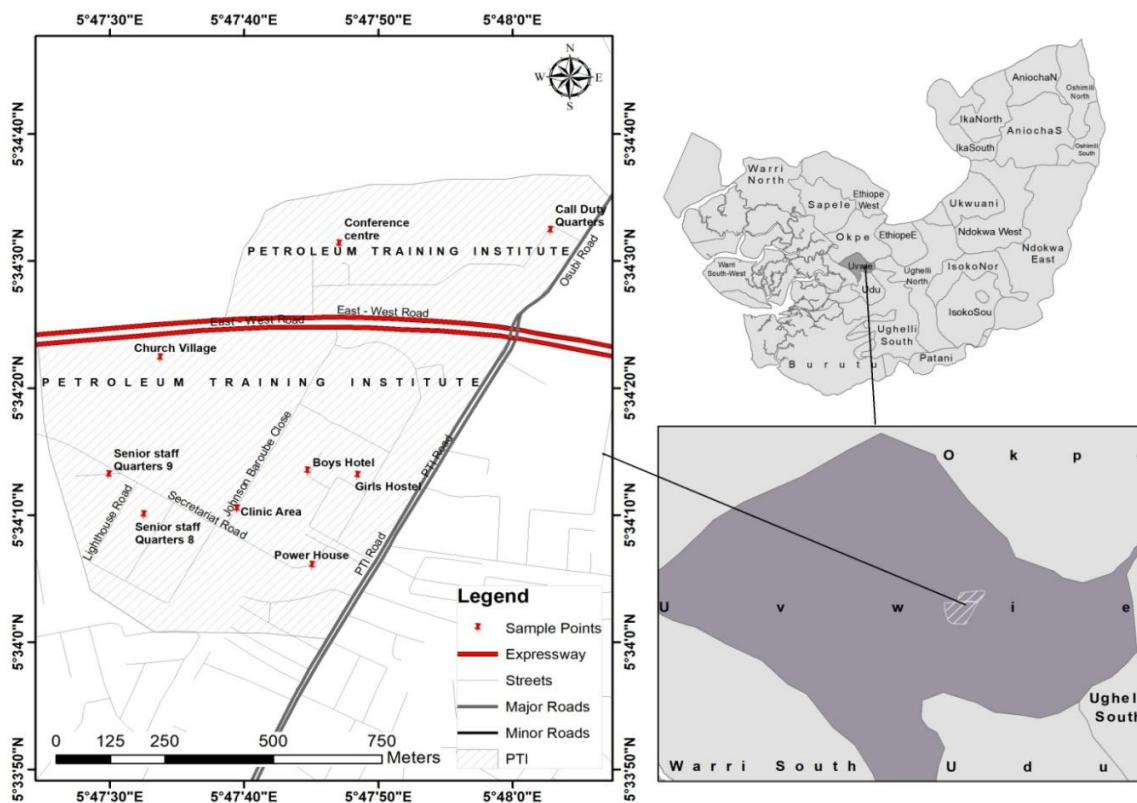 5°47'30"E
5°47'40"E
5°47'50"E
5°48'0"E
5°34'40"N
5°34'30"N
5°34'20"N
5°34'10"N
5°34'0"N
5°33'50"N
N
W E
S
Conference
centre
Call Duty
Quarters
PETROLEUM TRAINING INSTITUTE
Osubi Road
East - West Road
East - West Road
Church Village
PETROLEUM TRAINING INSTITUTE
Johnson Baroube Close
PTI Road
Senior staff
Quarters 9
Boys Hotel
Girls Hostel
Lighthouse Road
Secretariat Road
Clinic Area
Senior staff
Quarters 8
Power House
PTI Road
Legend
Sample Points
Expressway
Streets
Major Roads
Minor Roads
PTI
0 125 250 500 750
Meters
5°47'30"E
5°47'40"E
5°47'50"E
5°48'0"E
5°34'40"N
5°34'30"N
5°34'20"N
5°34'10"N
5°34'0"N
5°33'50"N
AniochaN
Oshimili
North
IkaNorth
AniochaS
IkaSouth
Oshimili
South
Warri
North
Ethiope
West
Sapele
Ukwuani
Okpe
EthiopeE
Ndokwa West
Ndokwa
East
Warri
South-West
Uvwie
Ughelli
North
IsokoNor
Udu
IsokoSou
Ughelli
South
Patani
Burutu
Okp
Uvwie
Ughel
South
Warri South
Udu